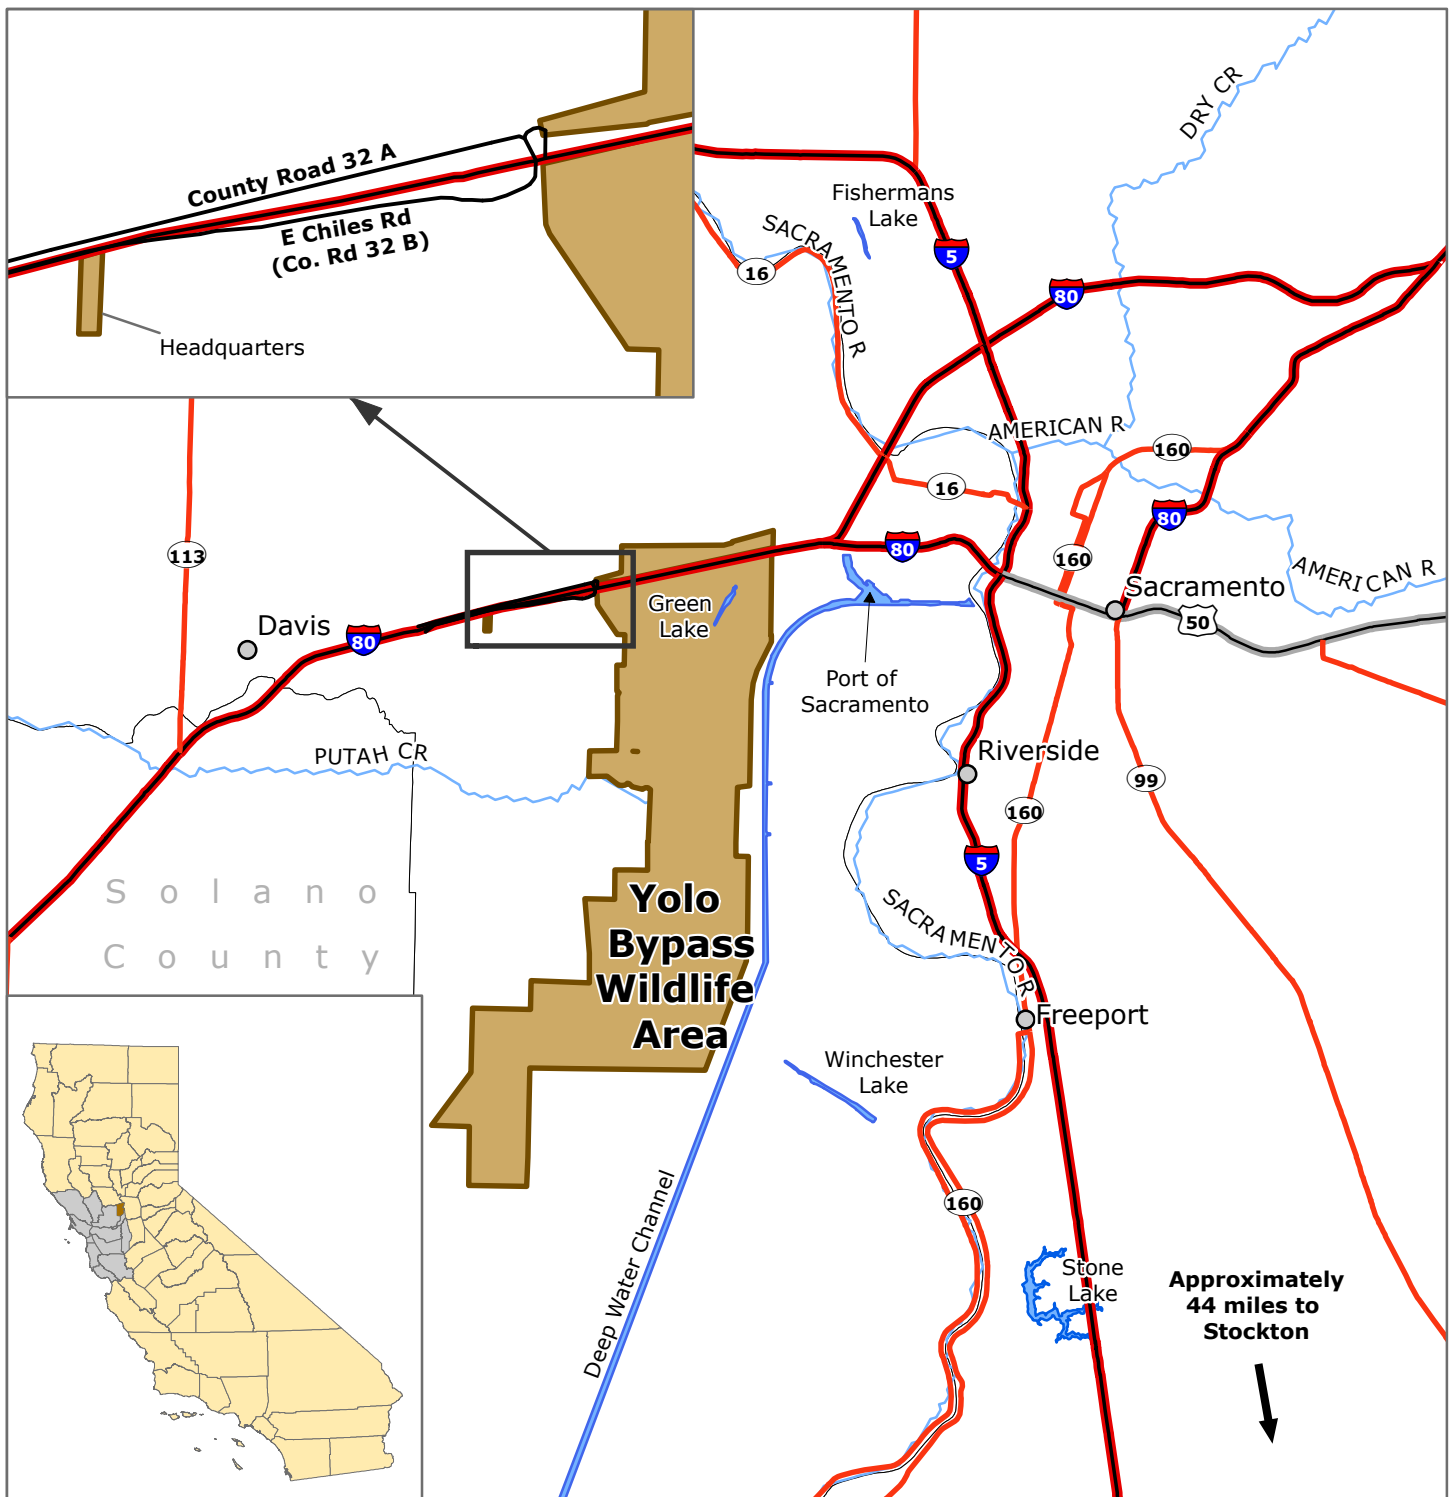 County Road 32 A
E Chiles Rd
(Co. Rd 32 B)
Headquarters
DRY CR
Fishermans
Lake
SACRAMENTO R
5
16
80
AMERICAN R
160
16
80
113
80
160
AMERICAN R
Sacramento
50
Green
Lake
Davis
80
Port of
Sacramento
PUTAH CR
Riverside
99
160
5
Solano
County
Yolo
Bypass
Wildlife
Area
SACRAMENTO R
Freeport
Winchester
Lake
Deep Water Channel
160
Stone
Lake
Approximately
44 miles to
Stockton